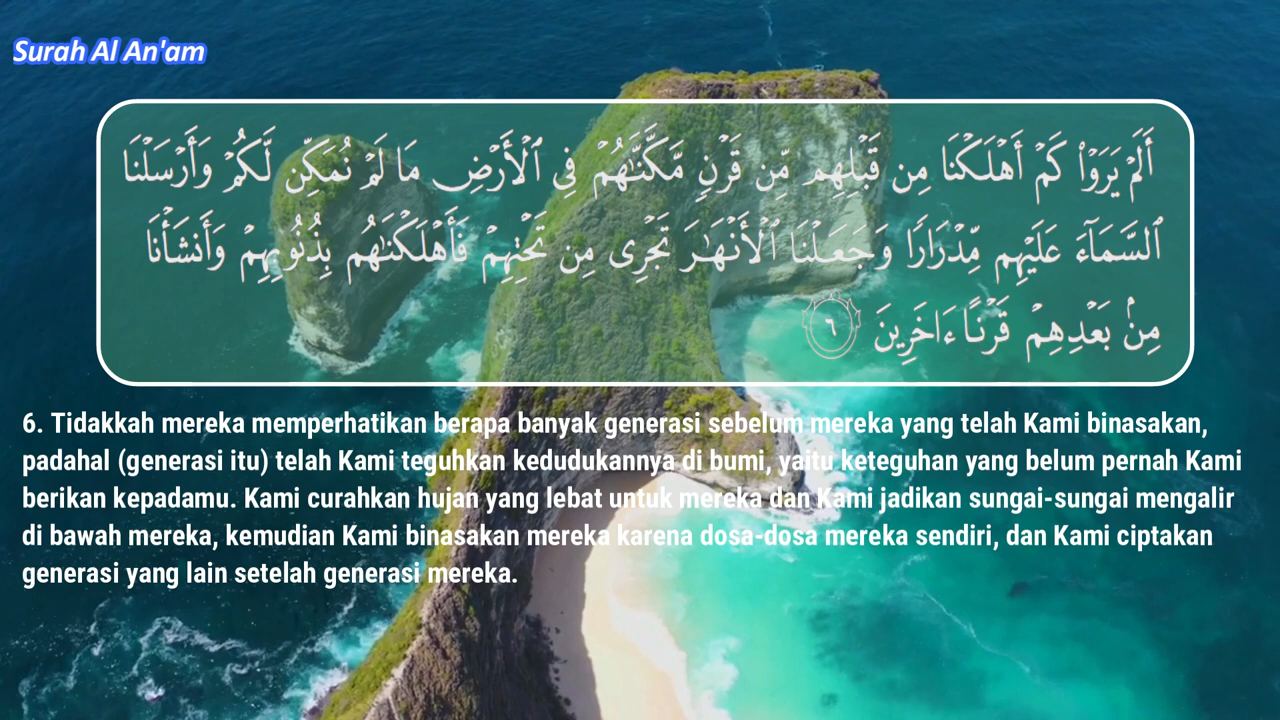 Surah Al An'am
أَلَمْ يَرَوْا۟ كَمْ أَهْلَكْنَا مِن قَبْلِهِم مِّن قَرْنٍ مَّكَّنَّٰهُمْ فِى ٱلْأَرْضِ مَا لَمْ نُمَكِّن لَّكُمْ وَأَرْسَلْنَا
ٱلسَّمَآءَ عَلَيْهِم مِّدْرَارًا وَجَعَلْنَا ٱلْأَنْهَٰرَ تَجْرِى مِن تَحْتِهِمْ فَأَهْلَكْنَٰهُم بِذُنُوبِهِمْ وَأَنشَأْنَا
مِنۢ بَعْدِهِمْ قَرْنًا ءَاخَرِينَ ٦
6. Tidakkah mereka memperhatikan berapa banyak generasi sebelum mereka yang telah Kami binasakan,
padahal (generasi itu) telah Kami teguhkan kedudukannya di bumi, yaitu keteguhan yang belum pernah Kami
berikan kepadamu. Kami curahkan hujan yang lebat untuk mereka dan Kami jadikan sungai-sungai mengalir
di bawah mereka, kemudian Kami binasakan mereka karena dosa-dosa mereka sendiri, dan Kami ciptakan
generasi yang lain setelah generasi mereka.